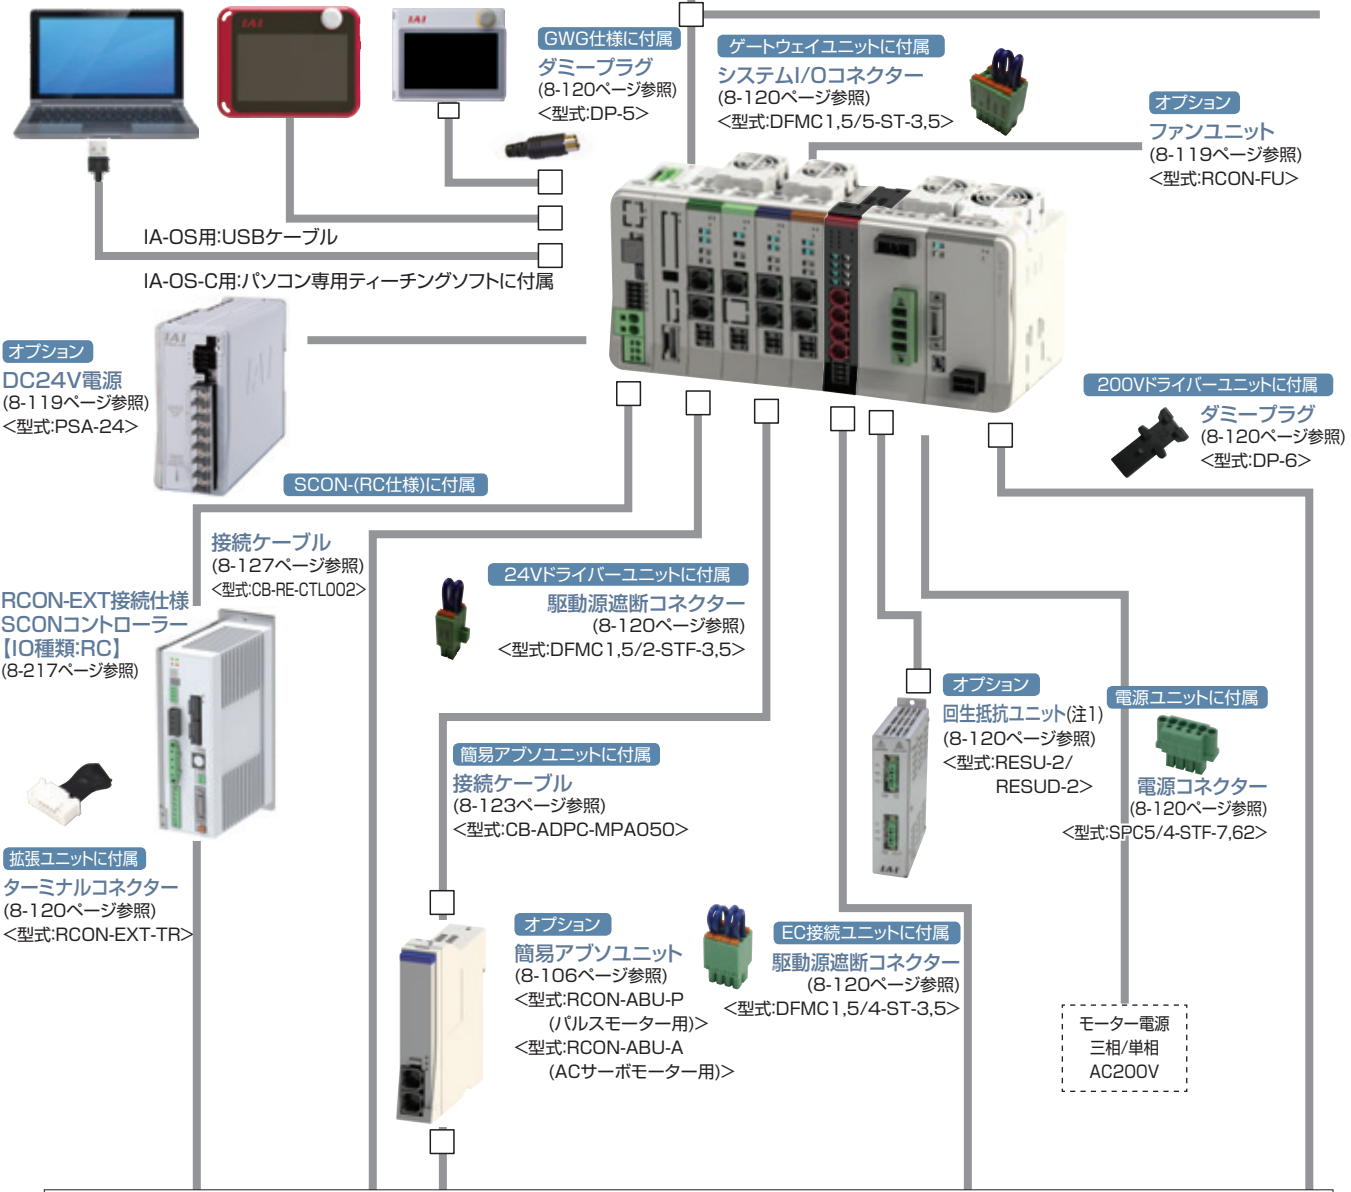 IAI
IAI
GWG仕様に付属
ダミープラグ
(8-120ページ参照)
<型式:DP-5>
ゲートウェイユニットに付属
システムI/Oコネクター
(8-120ページ参照)
<型式:DFMC1,5/5-ST-3,5>
オプション
ファンユニット
(8-119ページ参照)
<型式:RCON-FU>
IA-OS用:USBケーブル
IA-OS-C用:パソコン専用ティーチングソフトに付属
オプション
DC24V電源
(8-119ページ参照)
<型式:PSA-24>
IAI
IAI
200Vドライバーユニットに付属
ダミープラグ
(8-120ページ参照)
<型式:DP-6>
SCON-(RC仕様)に付属
接続ケーブル
(8-127ページ参照)
<型式:CB-RE-CTL002>
24Vドライバーユニットに付属
駆動源遮断コネクター
(8-120ページ参照)
<型式:DFMC1,5/2-STF-3,5>
RCON-EXT接続仕様
SCONコントローラー
【IO種類:RC】
(8-217ページ参照)
オプション
回生抵抗ユニット(注1)
(8-120ページ参照)
<型式:RESU-2/
RESUD-2>
IAI
電源ユニットに付属
電源コネクター
(8-120ページ参照)
<型式:SPC5/4-STF-7,62>
簡易アブソユニットに付属
接続ケーブル
(8-123ページ参照)
<型式:CB-ADPC-MPA050>
拡張ユニットに付属
ターミナルコネクター
(8-120ページ参照)
<型式:RCON-EXT-TR>
オプション
簡易アブソユニット
(8-106ページ参照)
<型式:RCON-ABU-P
(パルスモーター用)>
<型式:RCON-ABU-A
(ACサーボモーター用)>
EC接続ユニットに付属
駆動源遮断コネクター
(8-120ページ参照)
<型式:DFMC1,5/4-ST-3,5>
モーター電源
三相/単相
AC200V